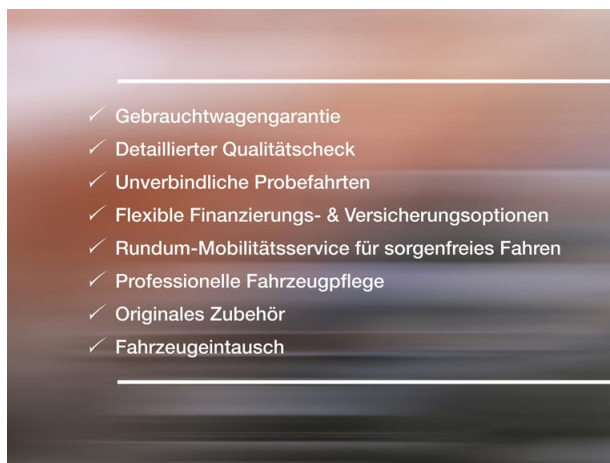 Gebrauchtwagengarantie
Detaillierter Qualitätscheck
Unverbindliche Probefahrten
Flexible Finanzierungs- & Versicherungsoptionen
Rundum-Mobilitätsservice für sorgenfreies Fahren
Professionelle Fahrzeugpflege
Originales Zubehör
Fahrzeugeintausch